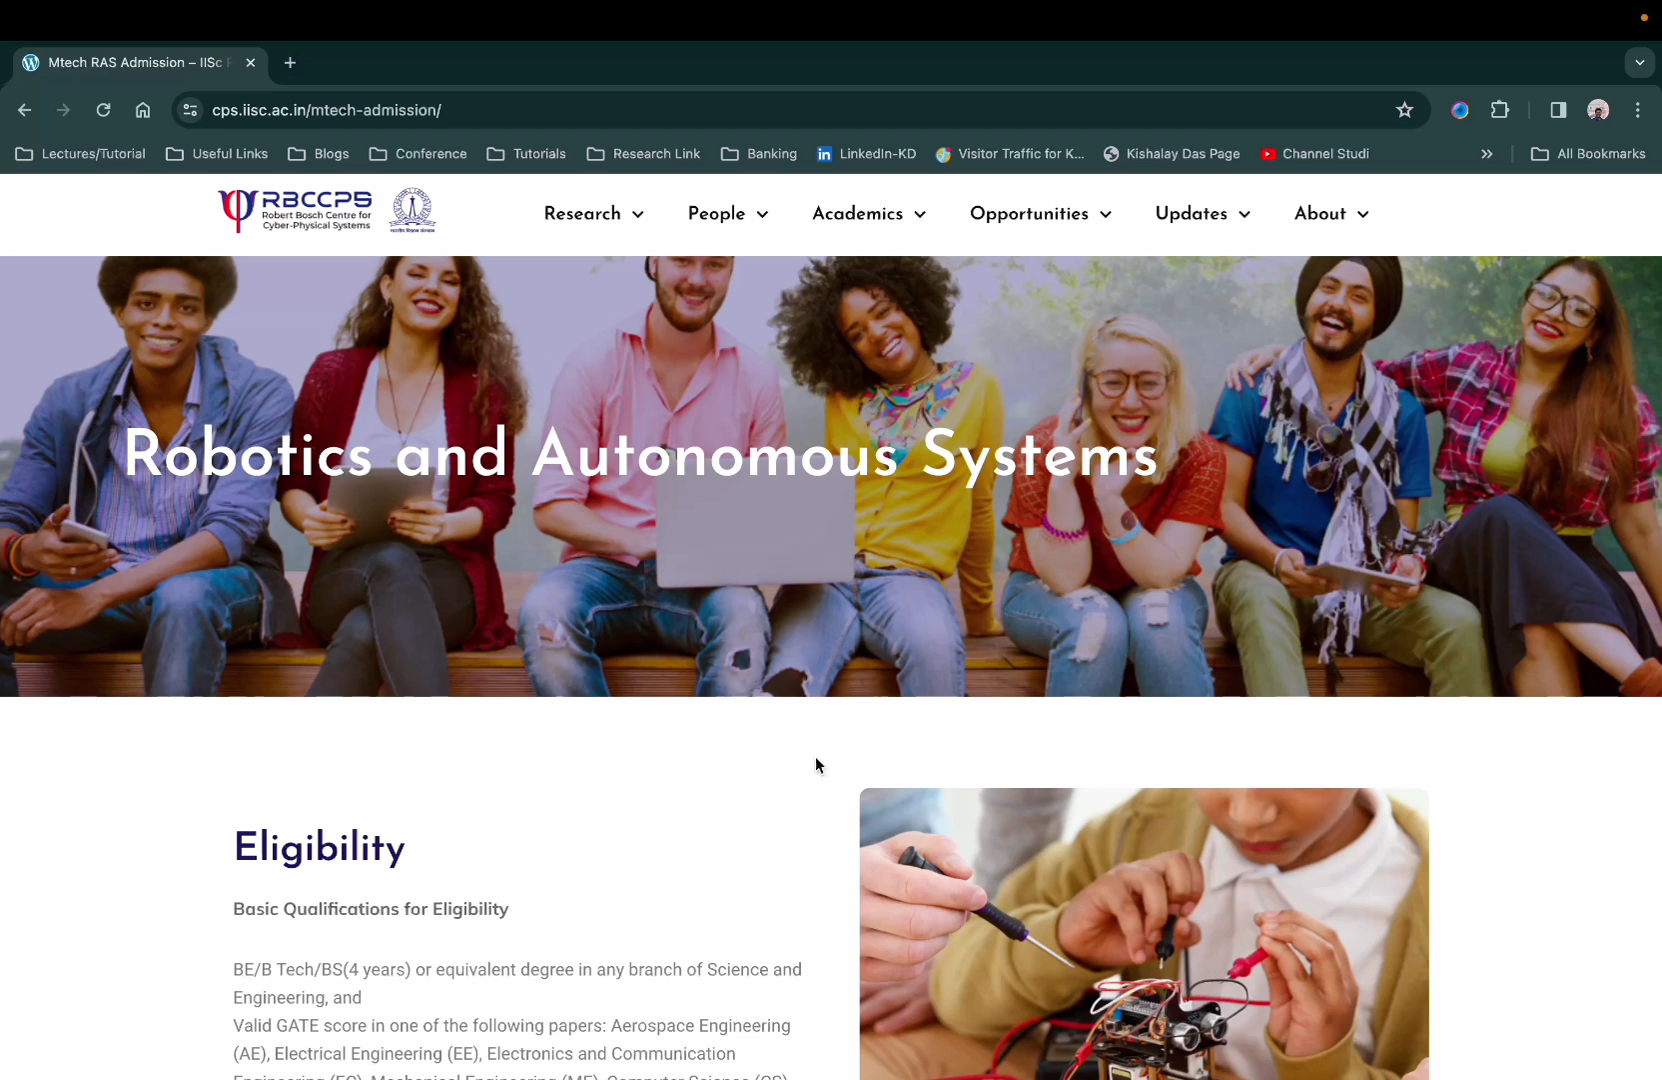 Mtech RAS Admission – IISc R
cps.iisc.ac.in/mtech-admission/
Lectures/Tutorial
Useful Links
Blogs
Conference
Tutorials
Research Link
Banking
in
LinkedIn-KD
Visitor Traffic for K...
Kishalay Das Page
Channel Studi
»
All Bookmarks
RBCCPS
Robert Bosch Centre for
Cyber-Physical Systems
Research
People
Academics
Opportunities
Updates
About
Robotics and Autonomous Systems
Eligibility
Basic Qualifications for Eligibility
BE/B Tech/BS(4 years) or equivalent degree in any branch of Science and
Engineering, and
Valid GATE score in one of the following papers: Aerospace Engineering
(AE), Electrical Engineering (EE), Electronics and Communication
Engineering (EC), Mechanical Engineering (ME), Computer Science (CS)